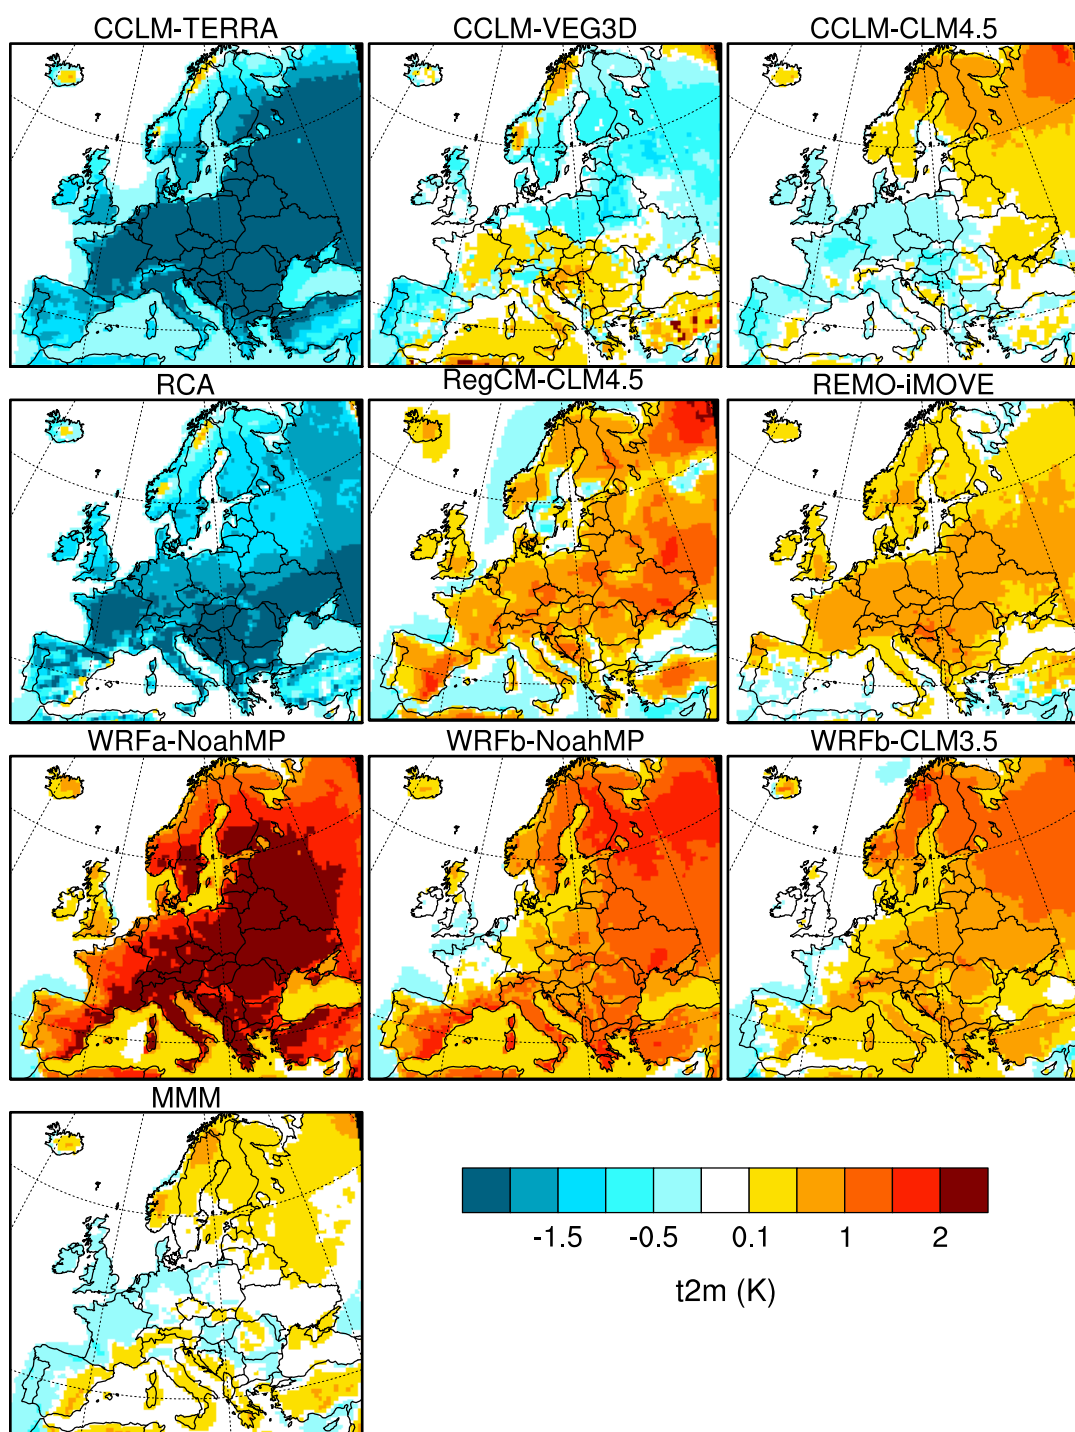 CCLM-TERRA CCLM-VEG3D CCLM-CLM4.5
RCA RegCM-CLM4.5 REMO-iMOVE
WRFa-NoahMP WRFb-NoahMP WRFb-CLM3.5
MMM
-1.5 -0.5 0.1 1 2
t2m (K)